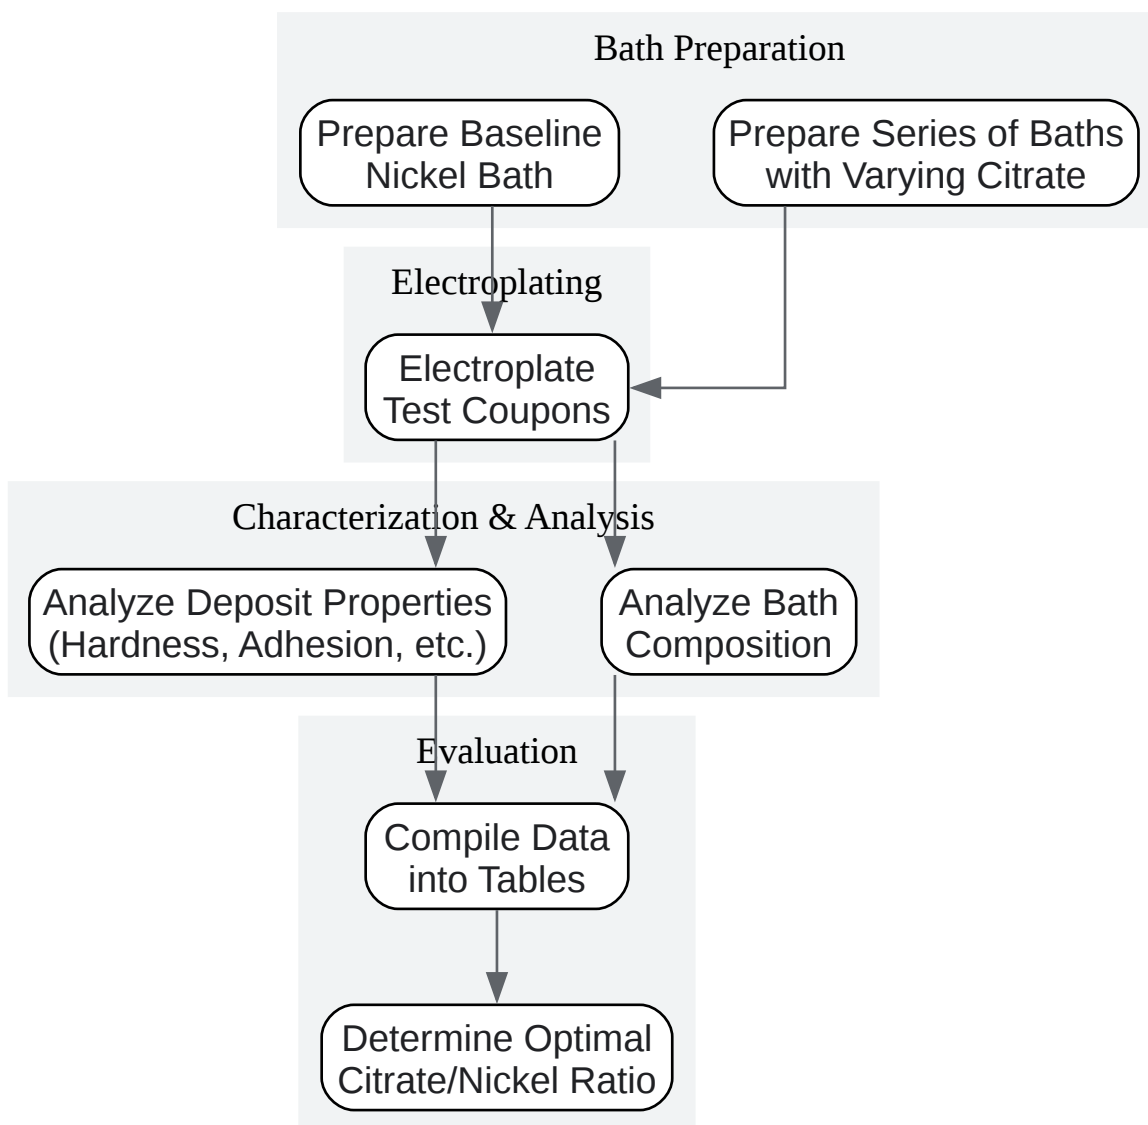 Bath Preparation
Prepare Baseline
Nickel Bath
Prepare Series of Baths
with Varying Citrate
Electroplating
Electroplate
Test Coupons
Characterization & Analysis
Analyze Deposit Properties
(Hardness, Adhesion, etc.)
Analyze Bath
Composition
Evaluation
Compile Data
into Tables
Determine Optimal
Citrate/Nickel Ratio